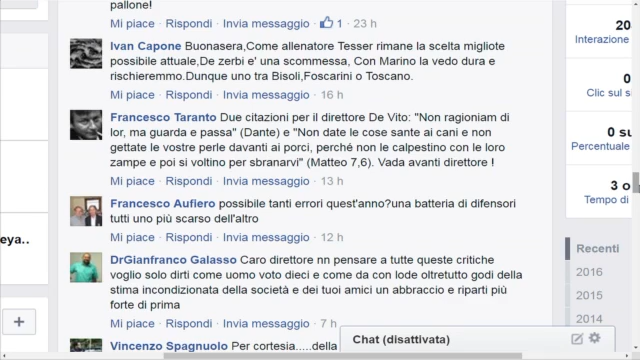 pallone!
Mi piace · Rispondi · Invia messaggio · 1 · 23 h
Ivan Capone Buonasera,Come allenatore Tesser rimane la scelta migliote
possibile attuale,De zerbi e' una scommessa, Con Marino la vedo dura e
rischieremmo.Dunque uno tra Bisoli,Foscarini o Toscano.
Mi piace · Rispondi · Invia messaggio · 16 h
Francesco Taranto Due citazioni per il direttore De Vito: "Non ragioniam di
lor, ma guarda e passa" (Dante) e "Non date le cose sante ai cani e non
gettate le vostre perle davanti ai porci, perché non le calpestino con le loro
zampe e poi si voltino per sbranarvi" (Matteo 7,6). Vada avanti direttore !
Mi piace · Rispondi · Invia messaggio · 13 h
Francesco Aufiero possibile tanti errori quest'anno?una batteria di difensori
tutti uno più scarso dell'altro
Mi piace · Rispondi · Invia messaggio · 12 h
DrGianfranco Galasso Caro direttore nn pensare a tutte queste critiche
voglio solo dirti come uomo voto dieci e come da con lode oltretutto godi della
stima incondizionata della società e dei tuoi amici un abbraccio e riparti più
forte di prima
Mi piace · Rispondi · Invia messaggio · 7 h
Vincenzo Spagnuolo Per cortesia.....della
Chat (disattivata)
eya..
+
20
Interazione
0
Clic sul s
0 su
Percentuale
3 o
Tempo di
Recenti
2016
2015
2014